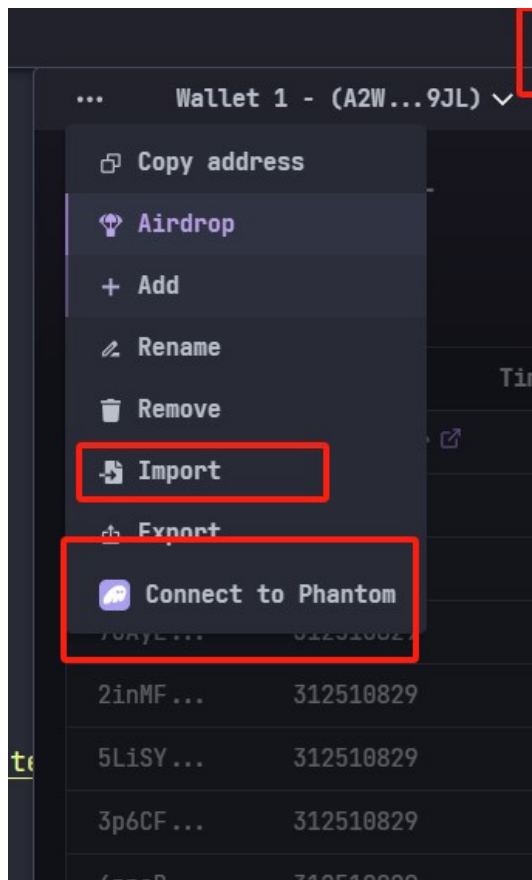 Wallet 1 - (A2W...9JL)
Copy address
Airdrop
Add
Rename
Remove
Import
Export
Connect to Phantom
2inMF...
312510829
5LiSY...
312510829
3p6CF...
312510829